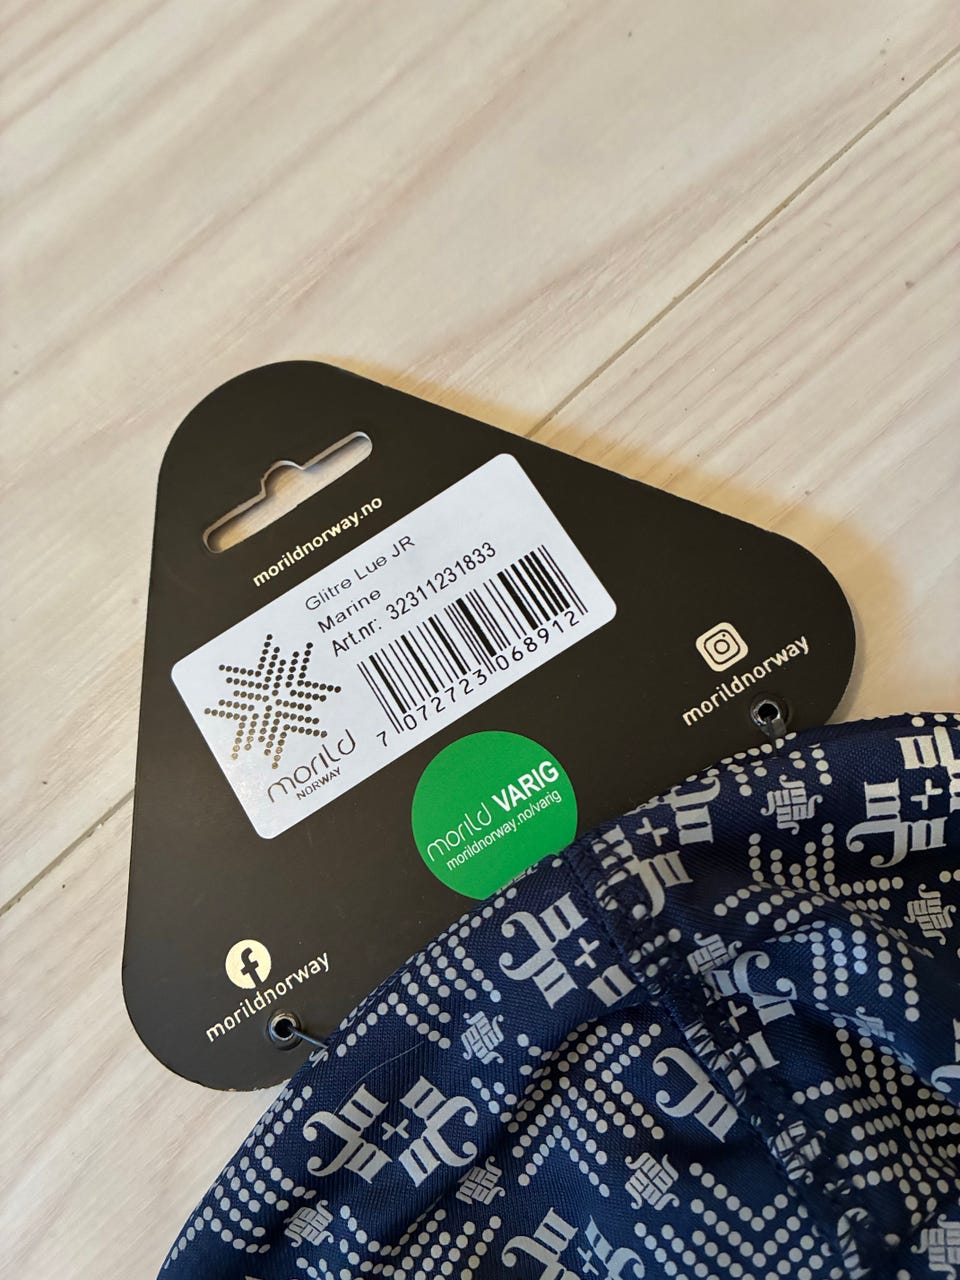 morildnorway.no
Glitre Lue JR
Marine
Art.nr: 32311231833
7 072723 068912
morild
NORWAY
morildnorway
morild VARIG
morildnorway.no/varig
morildnorway